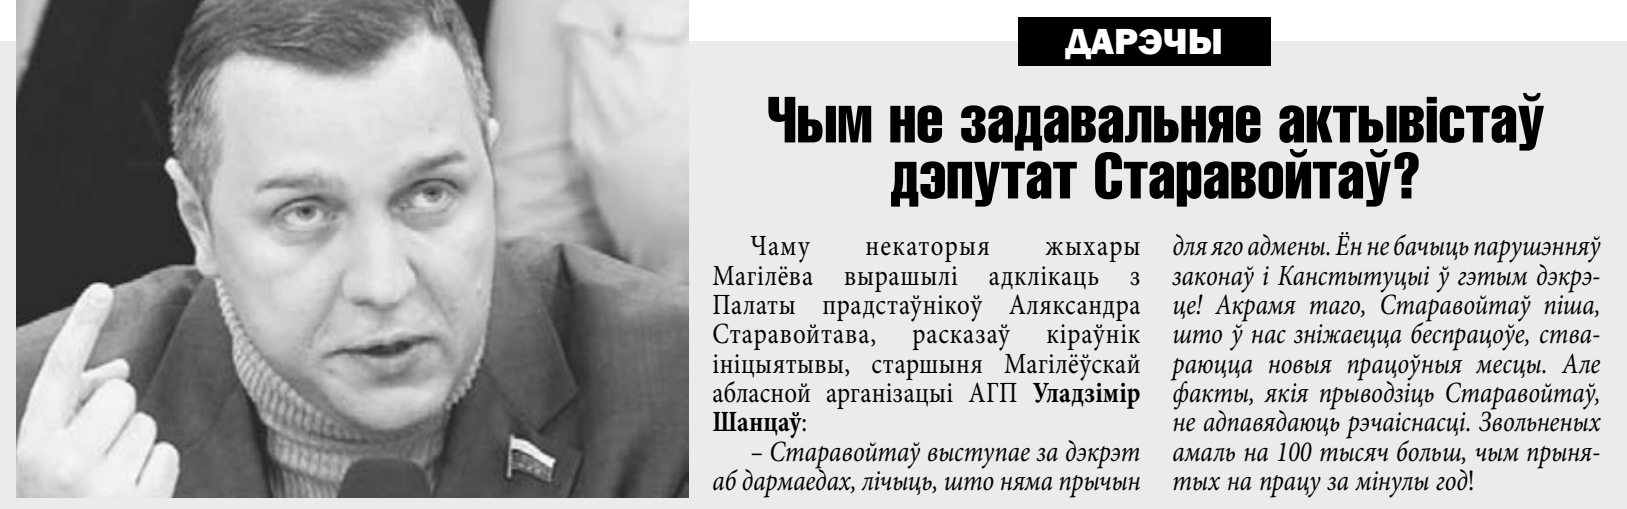 ДАРЭЧЫ
Чым не задавальняе актывістаў
дэпутат Старавойтаў?
Чаму некаторыя жыхары
Магілёва вырашылі адклікаць з
Палаты прадстаўнікоў Аляксандра
Старавойтава, расказаў кіраўнік
ініцыятывы, старшыня Магілёўскай
абласной арганізацыі АГП Уладзімір
Шанцаў:
– Старавойтаў выступае за дэкрэт
аб дармаедах, лічыць, што няма прычын
для яго адмены. Ён не бачыць парушэнняў
законаў і Канстытуцыі ў гэтым дэкрэ-
це! Акрамя таго, Старавойтаў піша,
што ў нас зніжаецца беспрацоўе, ства-
раюцца новыя працоўныя месцы. Але
факты, якія прыводзіць Старавойтаў,
не адпавядаюць рэчаіснасці. Звольненых
амаль на 100 тысяч больш, чым прыня-
тых на працу за мінулы год!